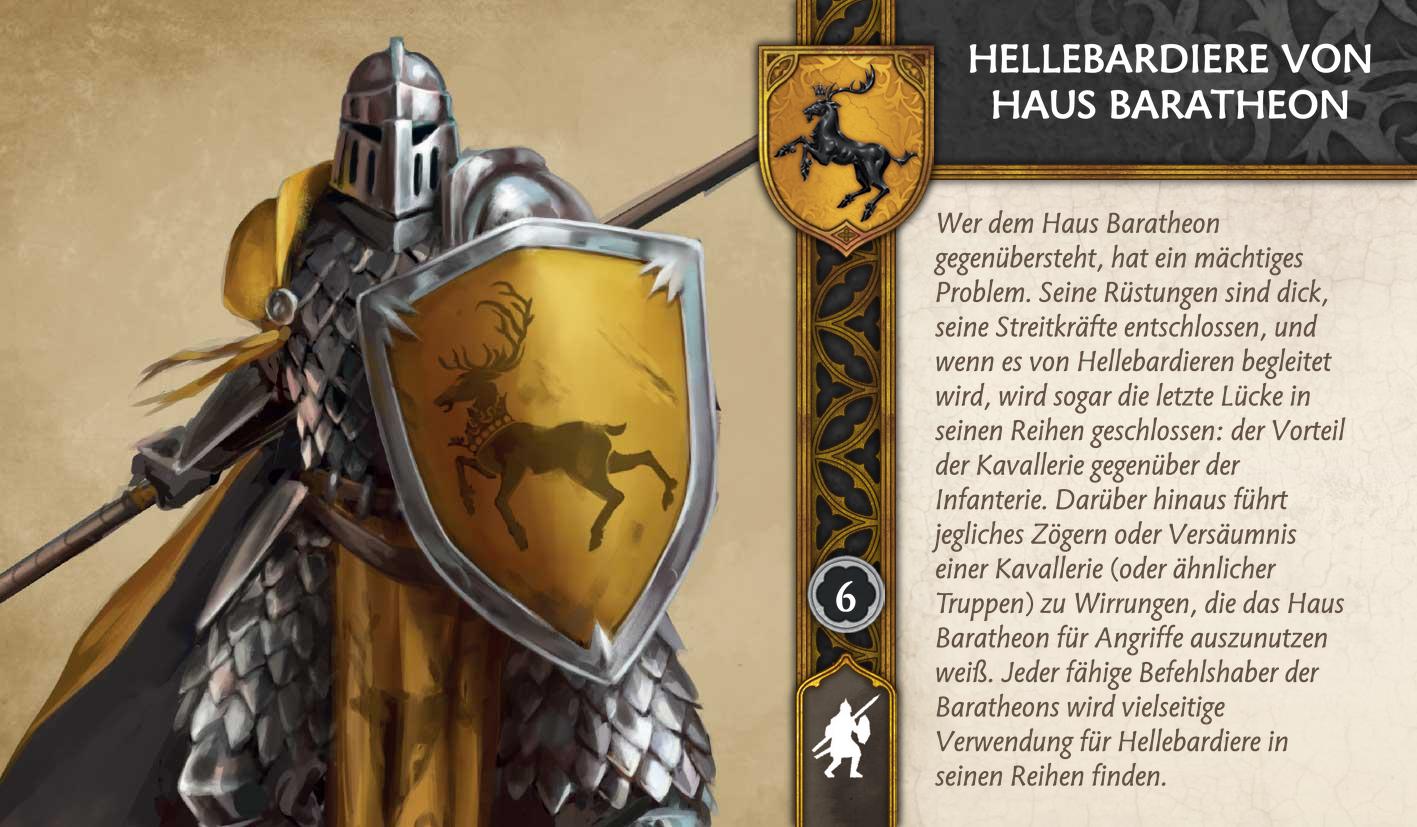 HELLEBARDIERE VON
HAUS BARATHEON
Wer dem Haus Baratheon
gegenübersteht, hat ein mächtiges
Problem. Seine Rüstungen sind dick,
seine Streitkräfte entschlossen, und
wenn es von Hellebardieren begleitet
wird, wird sogar die letzte Lücke in
seinen Reihen geschlossen: der Vorteil
der Kavallerie gegenüber der
Infanterie. Darüber hinaus führt
jegliches Zögern oder Versäumnis
einer Kavallerie (oder ähnlicher
Truppen) zu Wirrungen, die das Haus
Baratheon für Angriffe auszunutzen
weiß. Jeder fähige Befehlshaber der
Baratheons wird vielseitige
Verwendung für Hellebardiere in
seinen Reihen finden.
6